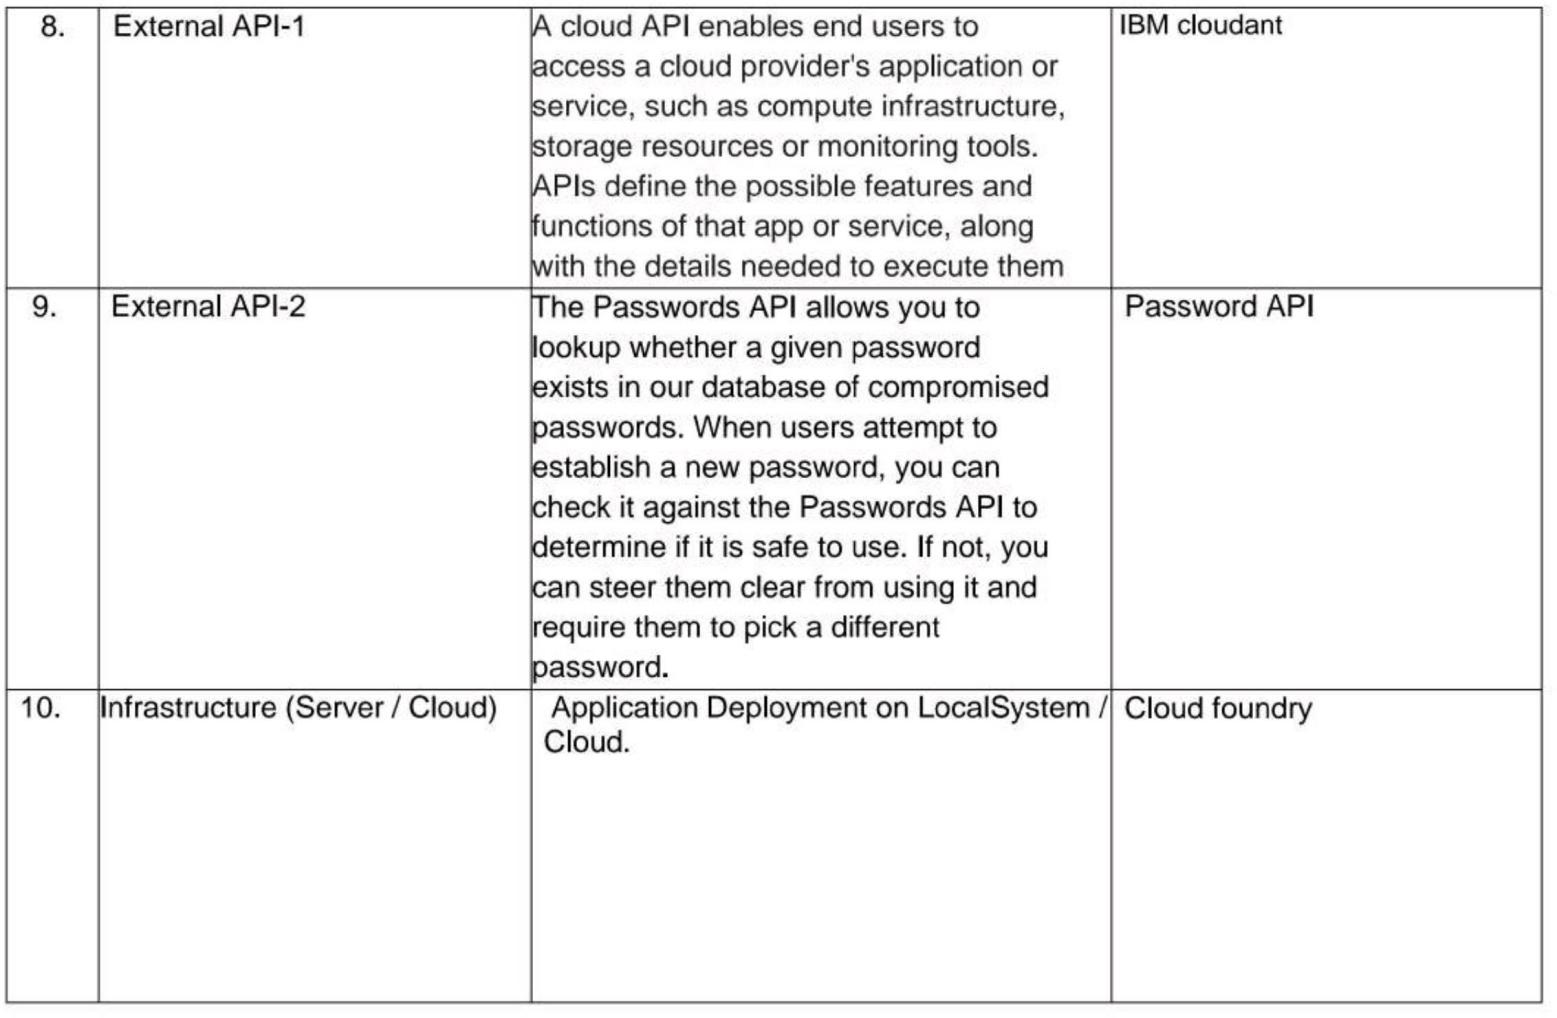 8.
External API-1
A cloud API enables end users to
access a cloud provider's application or
service, such as compute infrastructure,
storage resources or monitoring tools.
APIs define the possible features and
functions of that app or service, along
with the details needed to execute them
IBM cloudant
9.
External API-2
The Passwords API allows you to
lookup whether a given password
exists in our database of compromised
passwords. When users attempt to
establish a new password, you can
check it against the Passwords API to
determine if it is safe to use. If not, you
can steer them clear from using it and
require them to pick a different
password.
Password API
10.
Infrastructure (Server / Cloud)
Application Deployment on LocalSystem /
Cloud.
Cloud foundry